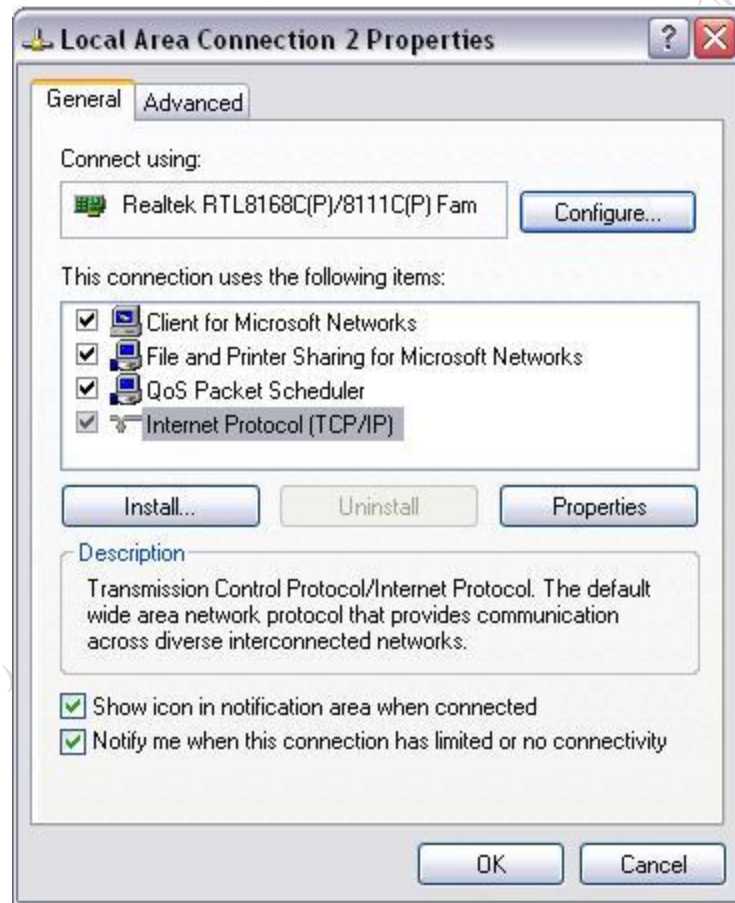 Local Area Connection 2 Properties
General
Advanced
Connect using:
Realtek RTL8168C(P)/8111C(P) Fam
Configure...
This connection uses the following items:
Client for Microsoft Networks
File and Printer Sharing for Microsoft Networks
QoS Packet Scheduler
Internet Protocol (TCP/IP)
Install...
Uninstall
Properties
Description
Transmission Control Protocol/Internet Protocol. The default
wide area network protocol that provides communication
across diverse interconnected networks.
Show icon in notification area when connected
Notify me when this connection has limited or no connectivity
OK
Cancel